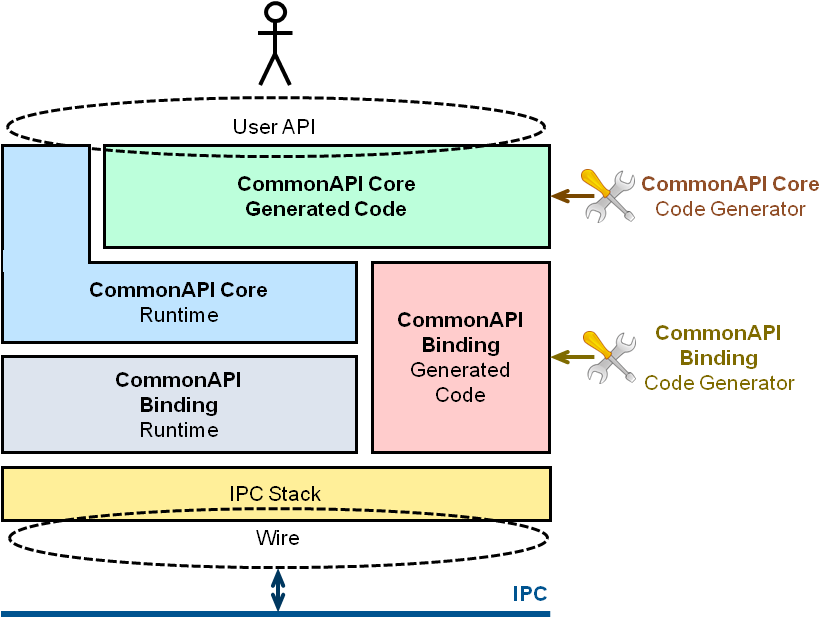 User API
CommonAPI Core
Generated Code
CommonAPI Core
Code Generator
CommonAPI Core
Runtime
CommonAPI
Binding
Generated
Code
CommonAPI
Binding
Code Generator
CommonAPI
Binding
Runtime
IPC Stack
Wire
IPC